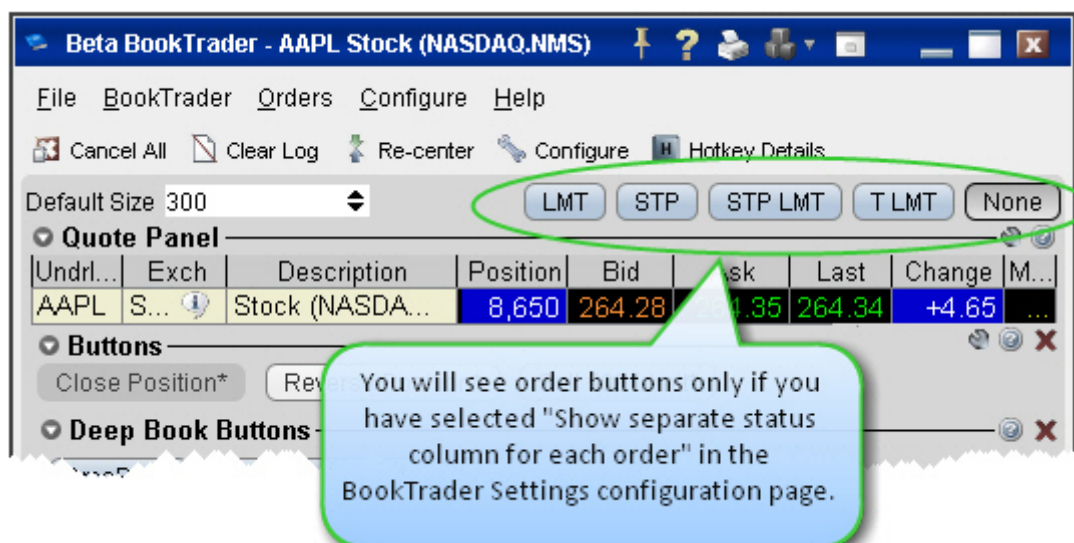 Beta BookTrader - AAPL Stock (NASDAQ.NMS)
File BookTrader Orders Configure Help
Cancel All Clear Log Re-center Configure H Hotkey Details
Default Size 300 LMT STP STP LMT T LMT None
Quote Panel
Undrl... Exch Description Position Bid Last Change M...
AAPL S... Stock (NASDA... 8,650 264.28 264.34 +4.65 ...
Buttons
Close Position*
Deep Book Buttons
You will see order buttons only if you
have selected "Show separate status
column for each order" in the
BookTrader Settings configuration page.